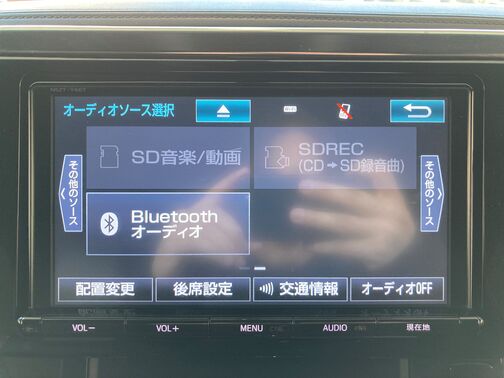 NSZT-Y66T
オーディオソース選択
Wi-Fi
SD音楽/動画
SDREC
(CD➡SD録音曲)
その他のソース
その他のソース
Bluetooth
オーディオ
配置変更
後席設定
交通情報
オーディオOFF
VOL−
VOL+
MENU
AUDIO
現在地